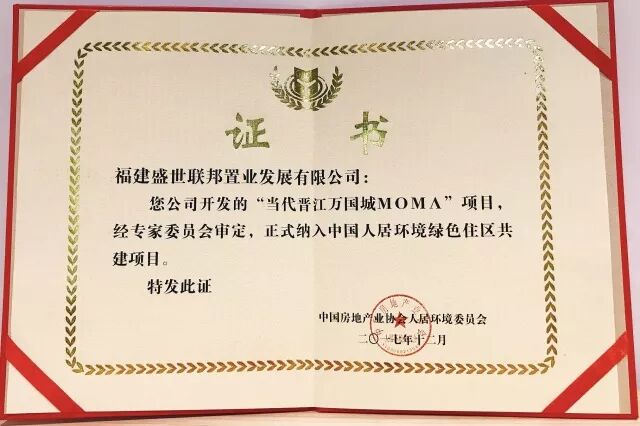 证 书
福建盛世联邦置业发展有限公司：
您公司开发的“当代晋江万国城MOMA”项目，
经专家委员会审定，正式纳入中国人居环境绿色住区共
建项目。
特发此证
中国房地产业协会人居环境委员会
二〇一七年十二月